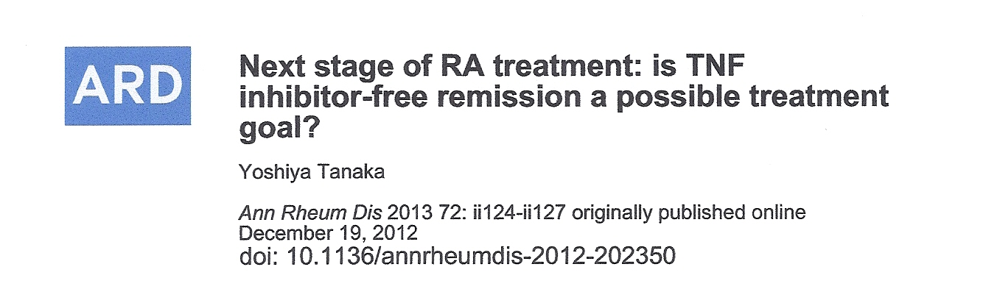 ARD
Next stage of RA treatment: is TNF
inhibitor-free remission a possible treatment
goal?
Yoshiya Tanaka
Ann Rheum Dis 2013 72: ii124-ii127 originally published online
December 19, 2012
doi: 10.1136/annrheumdis-2012-202350